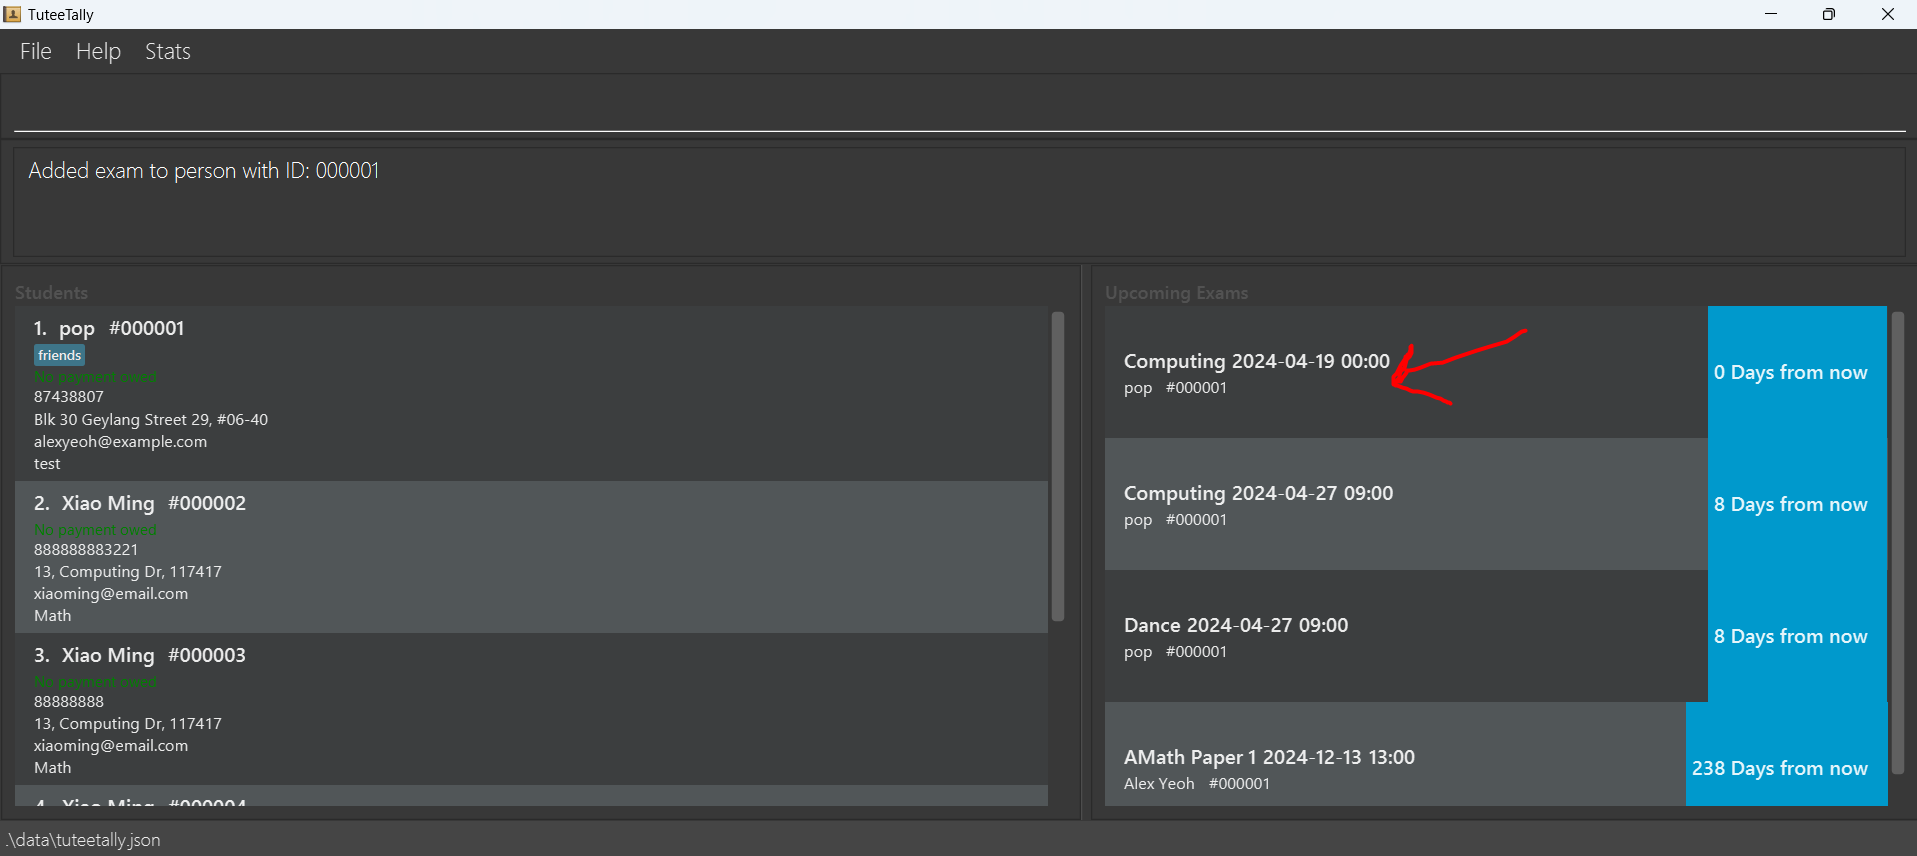 TuteeTally
File Help Stats
Added exam to person with ID: 000001
Students
1. pop #000001
friends
No payment owed
87438807
Blk 30 Geylang Street 29, #06-40
alexyeoh@example.com
test
2. Xiao Ming #000002
No payment owed
888888883221
13, Computing Dr, 117417
xiaoming@email.com
Math
3. Xiao Ming #000003
No payment owed
88888888
13, Computing Dr, 117417
xiaoming@email.com
Math
4. Xiao Ming #000004
Upcoming Exams
Computing 2024-04-19 00:00
pop #000001
0 Days from now
Computing 2024-04-27 09:00
pop #000001
8 Days from now
Dance 2024-04-27 09:00
pop #000001
8 Days from now
AMath Paper 1 2024-12-13 13:00
Alex Yeoh #000001
238 Days from now
.\data\tuteetally.json